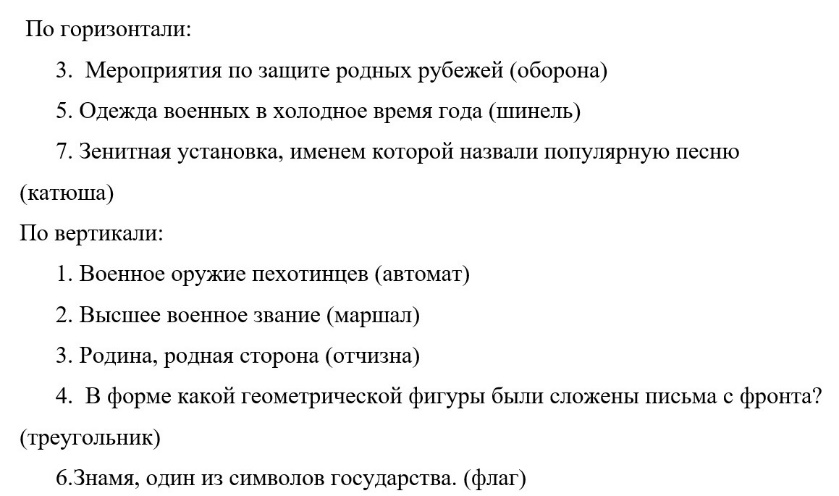 По горизонтали:
3. Мероприятия по защите родных рубежей (оборона)
5. Одежда военных в холодное время года (шинель)
7. Зенитная установка, именем которой назвали популярную песню
(катюша)
По вертикали:
1. Военное оружие пехотинцев (автомат)
2. Высшее военное звание (маршал)
3. Родина, родная сторона (отчизна)
4. В форме какой геометрической фигуры были сложены письма с фронта?
(треугольник)
6.Знамя, один из символов государства. (флаг)